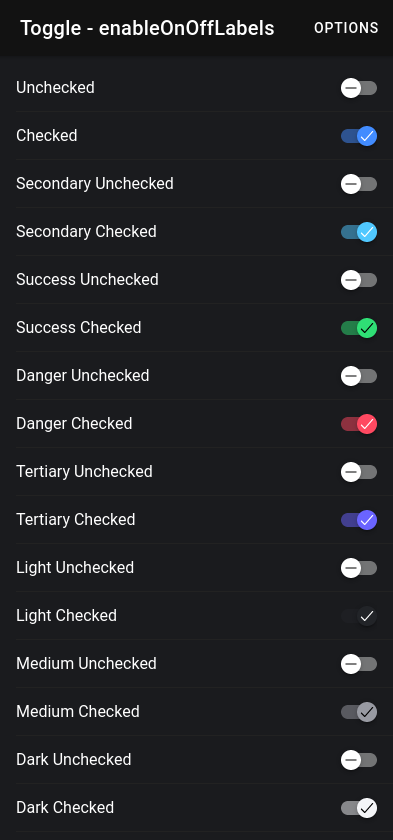 Toggle - enableOnOffLabels
OPTIONS
Unchecked
Checked
Secondary Unchecked
Secondary Checked
Success Unchecked
Success Checked
Danger Unchecked
Danger Checked
Tertiary Unchecked
Tertiary Checked
Light Unchecked
Light Checked
Medium Unchecked
Medium Checked
Dark Unchecked
Dark Checked